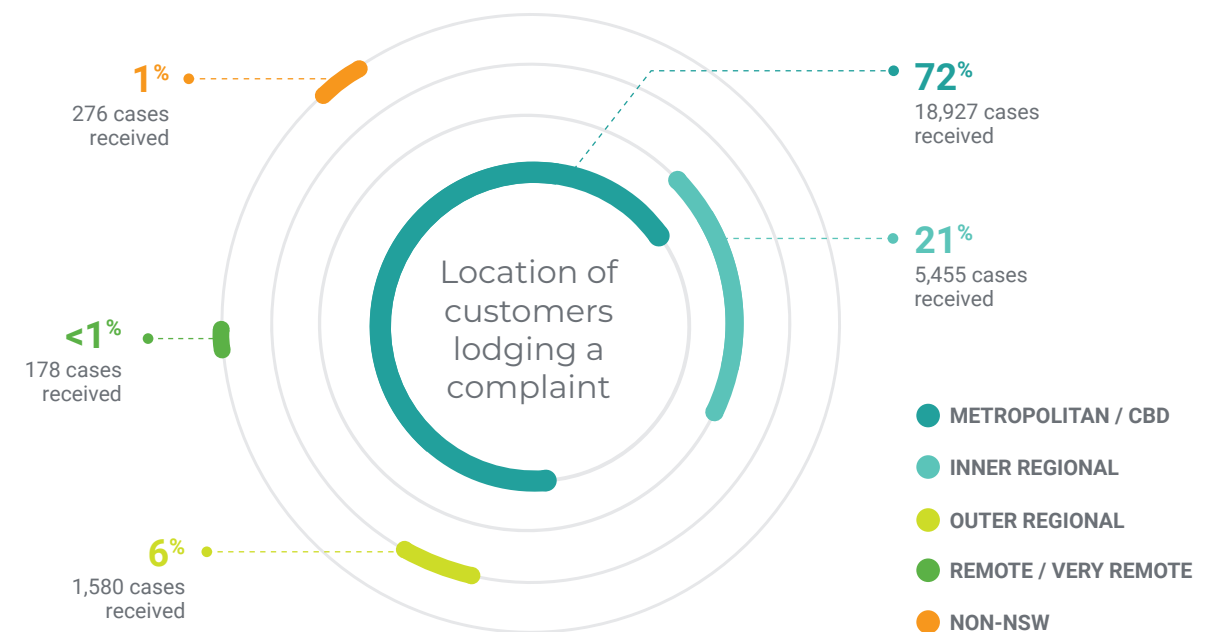 1%
276 cases
received
72%
18,927 cases
received
21%
5,455 cases
received
Location of
customers
lodging a
complaint
<1%
178 cases
received
6%
1,580 cases
received
METROPOLITAN / CBD
INNER REGIONAL
OUTER REGIONAL
REMOTE / VERY REMOTE
NON-NSW